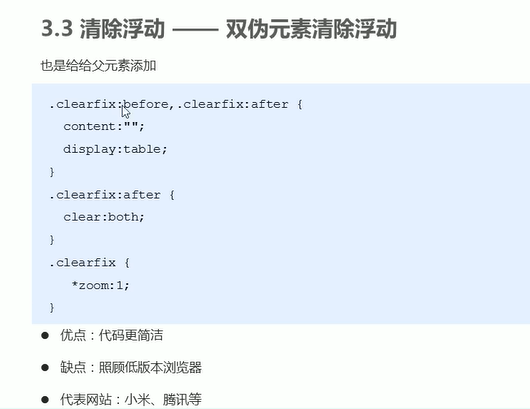 3.3 清除浮动 —— 双伪元素清除浮动
也是给给父元素添加
.clearfix:before,.clearfix:after {
content:"";
display:table;
}
.clearfix:after {
clear:both;
}
.clearfix {
*zoom:1;
}
● 优点：代码更简洁
● 缺点：照顾低版本浏览器
● 代表网站：小米、腾讯等